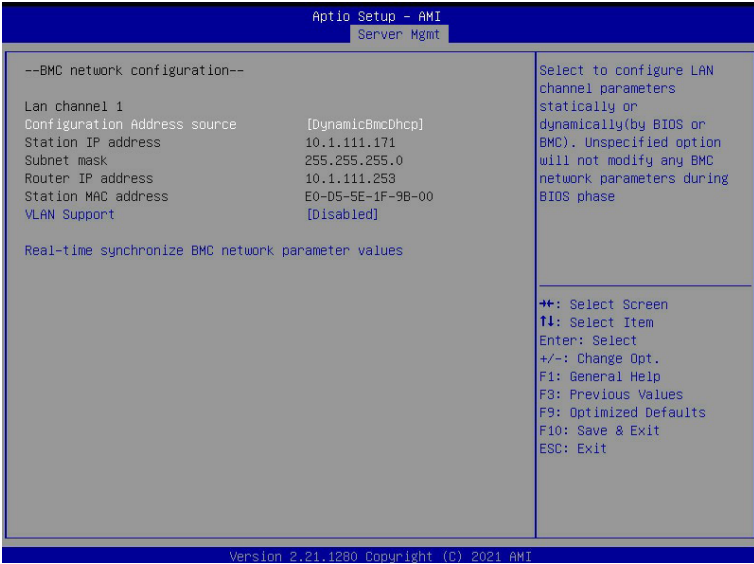 Aptio Setup – AMI
Server Mgmt
--BMC network configuration--
Lan channel 1
Configuration Address source [DynamicBmcDhcp]
Station IP address 10.1.111.171
Subnet mask 255.255.255.0
Router IP address 10.1.111.253
Station MAC address E0-D5-5E-1F-9B-00
VLAN Support [Disabled]
Real-time synchronize BMC network parameter values
Select to configure LAN
channel parameters
statically or
dynamically(by BIOS or
BMC). Unspecified option
will not modify any BMC
network parameters during
BIOS phase
→←: Select Screen
↑↓: Select Item
Enter: Select
+/-: Change Opt.
F1: General Help
F3: Previous Values
F9: Optimized Defaults
F10: Save & Exit
ESC: Exit
Version 2.21.1280 Copyright (C) 2021 AMI